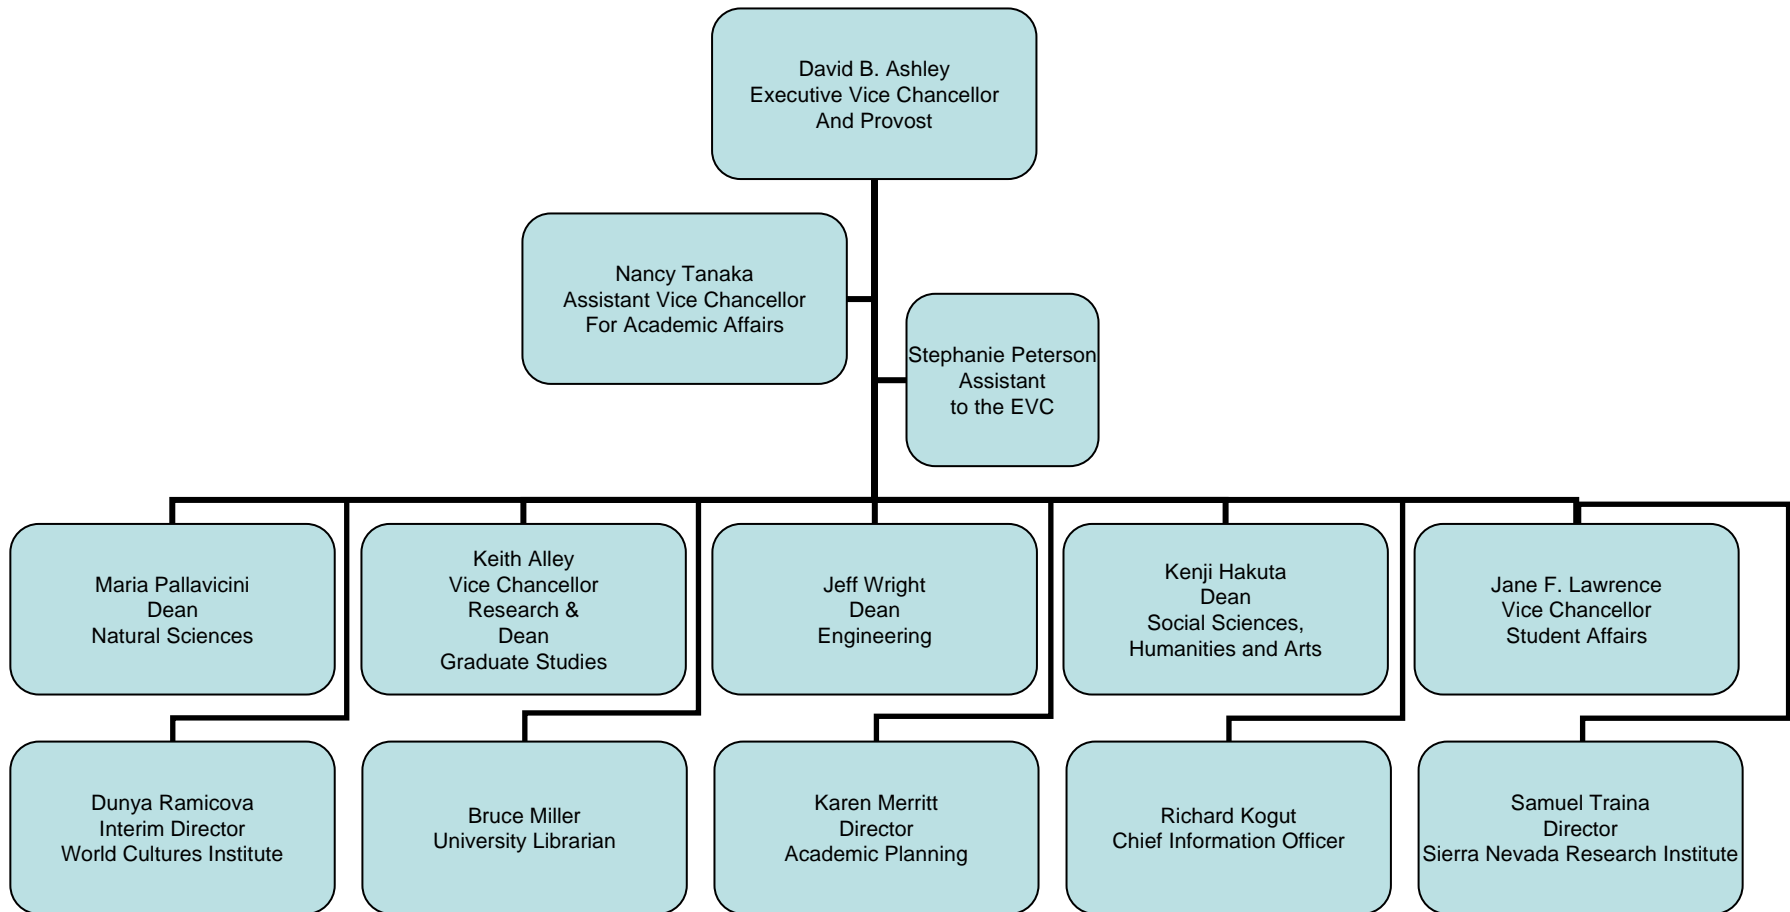 David B. Ashley
Executive Vice Chancellor
And Provost
Nancy Tanaka
Assistant Vice Chancellor
For Academic Affairs
Stephanie Peterson
Assistant
to the EVC
Maria Pallavicini
Dean
Natural Sciences
Keith Alley
Vice Chancellor
Research &
Dean
Graduate Studies
Jeff Wright
Dean
Engineering
Kenji Hakuta
Dean
Social Sciences,
Humanities and Arts
Jane F. Lawrence
Vice Chancellor
Student Affairs
Dunya Ramicova
Interim Director
World Cultures Institute
Bruce Miller
University Librarian
Karen Merritt
Director
Academic Planning
Richard Kogut
Chief Information Officer
Samuel Traina
Director
Sierra Nevada Research Institute